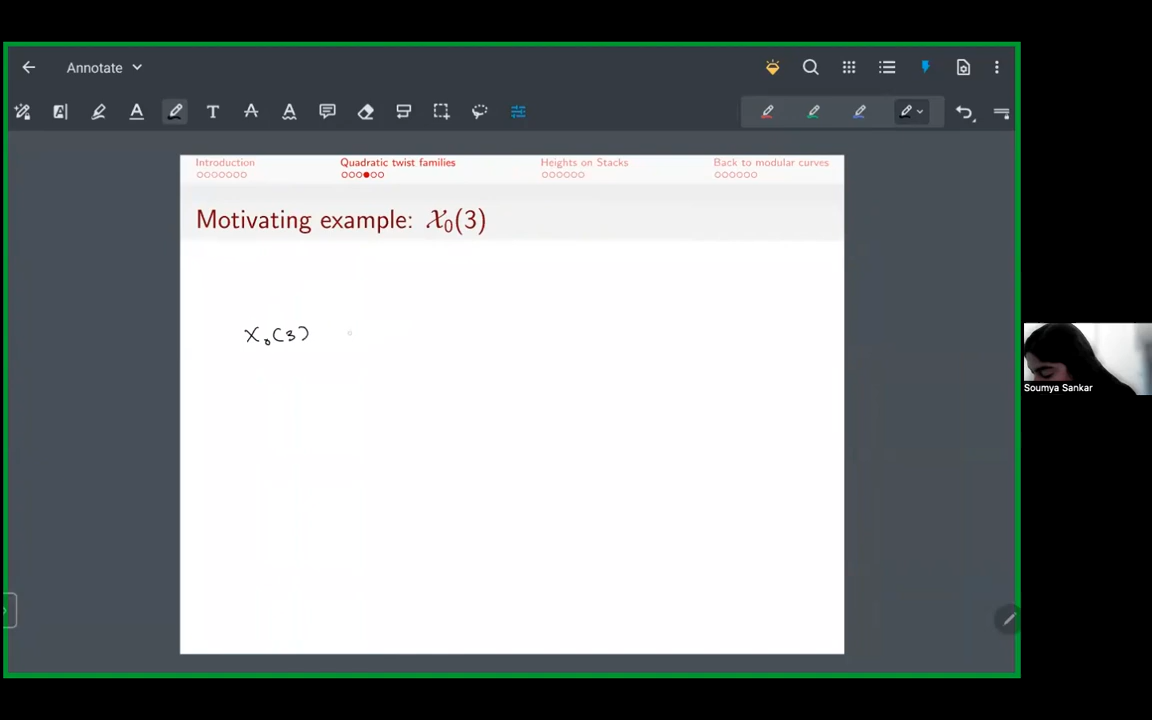 Annotate
Introduction
Quadratic twist families
Heights on Stacks
Back to modular curves
Motivating example: 𝒳₀(3)
X₀(3)
Soumya Sankar